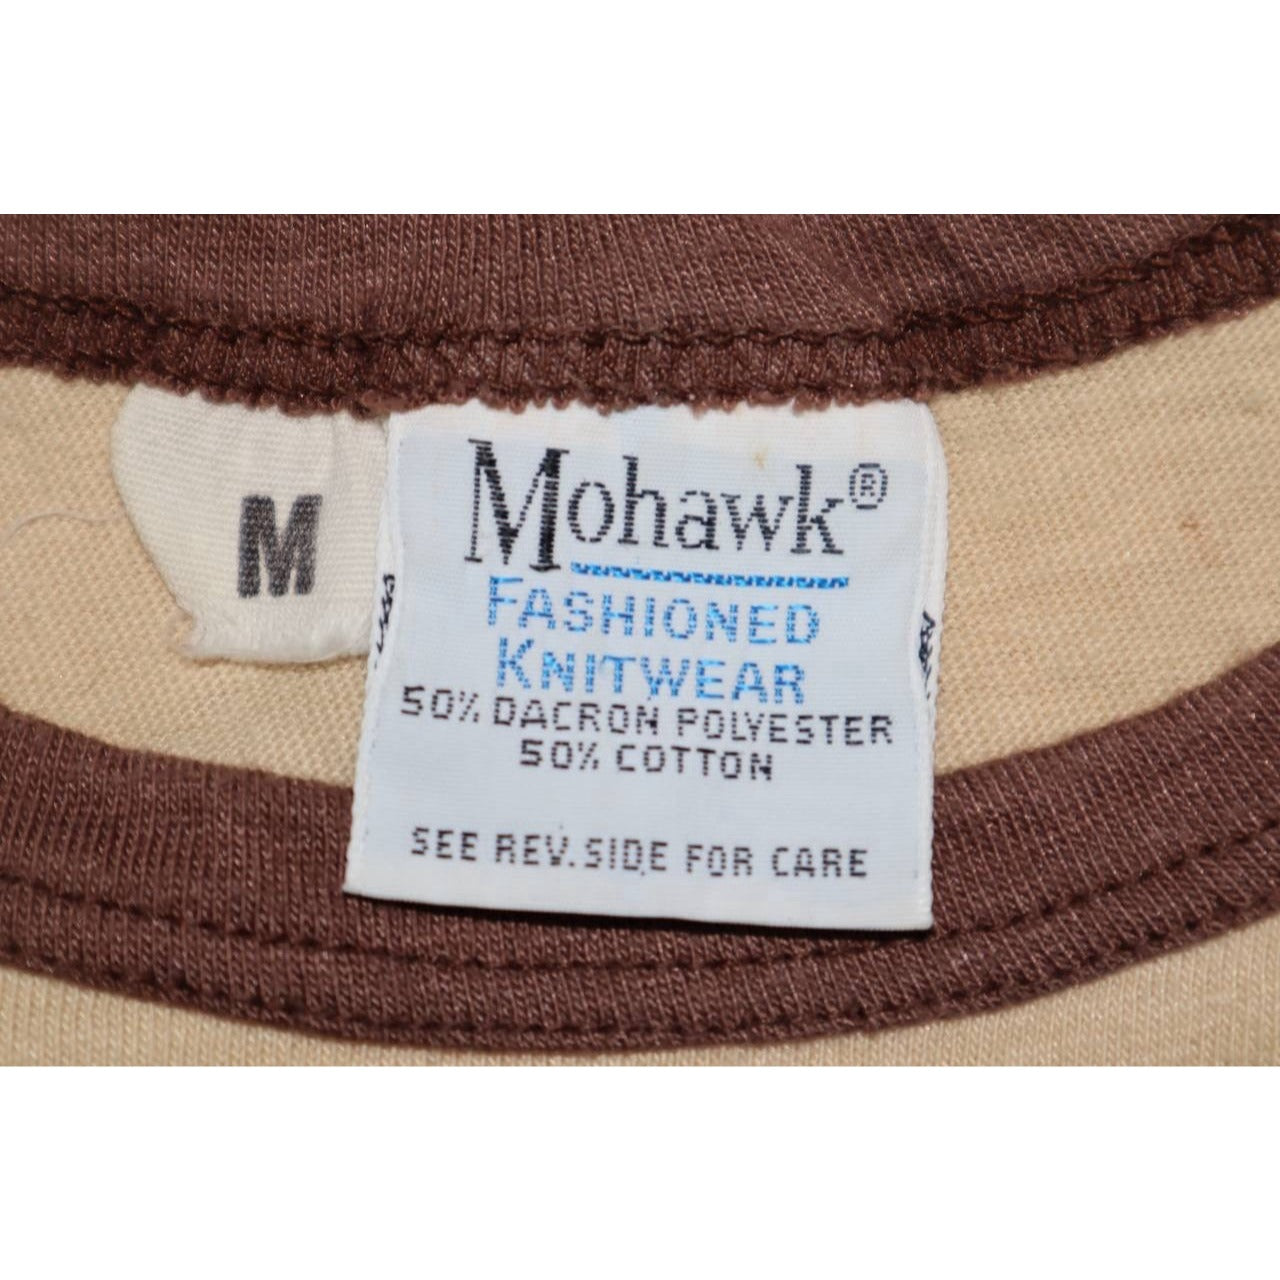 M
Mohawk®
FASHIONED
KNITWEAR
50% DACRON POLYESTER
50% COTTON
SEE REV. SIDE FOR CARE